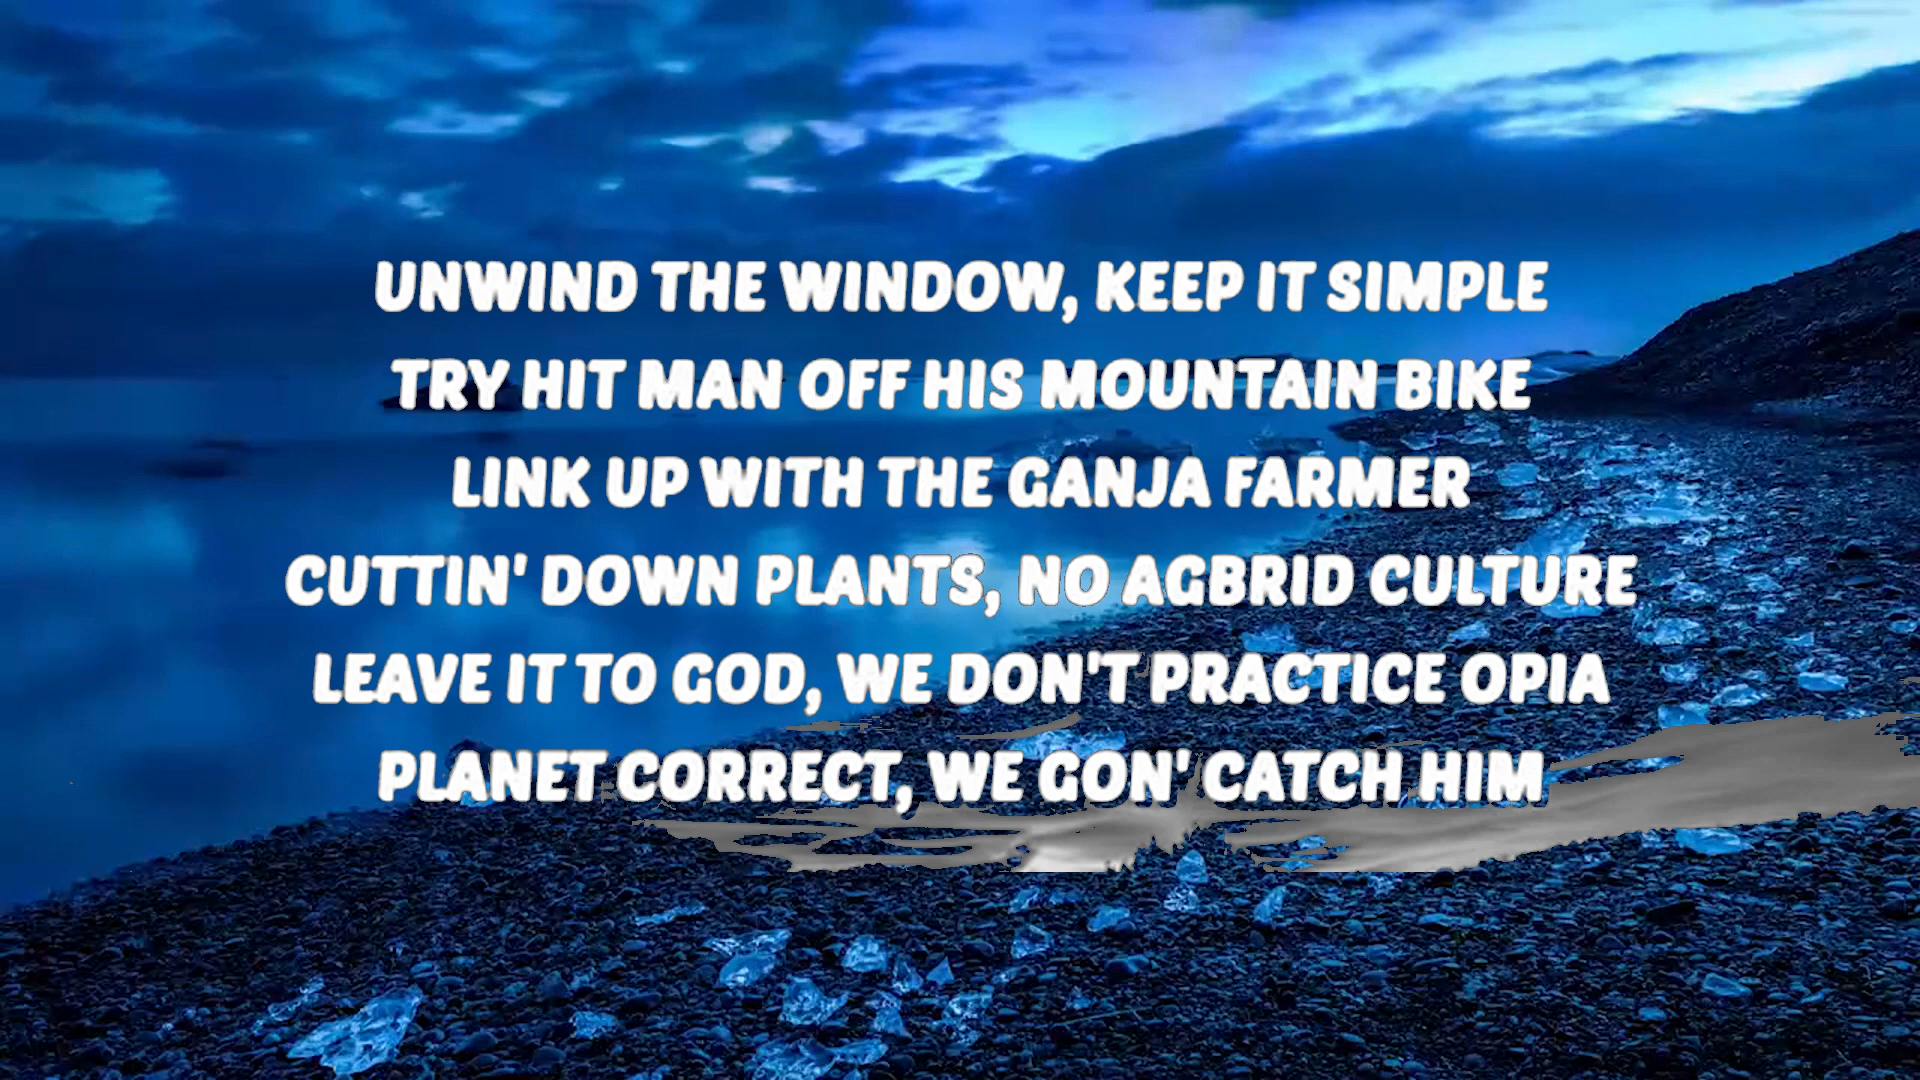 UNWIND THE WINDOW, KEEP IT SIMPLE
TRY HIT MAN OFF HIS MOUNTAIN BIKE
LINK UP WITH THE GANJA FARMER
CUTTIN' DOWN PLANTS, NO AGBRID CULTURE
LEAVE IT TO GOD, WE DON'T PRACTICE OPIA
PLANET CORRECT, WE GON' CATCH HIM